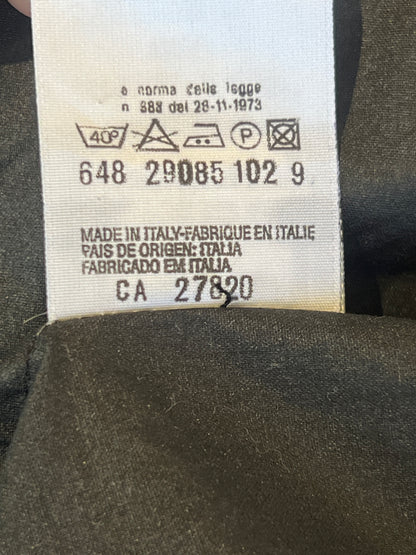 a norma delle legge
n 883 del 26-11-1973
40° P
648 29085 102 9
MADE IN ITALY-FABRIQUE EN ITALIE
PAIS DE ORIGEN: ITALIA
FABRICADO EM ITALIA
CA 27820